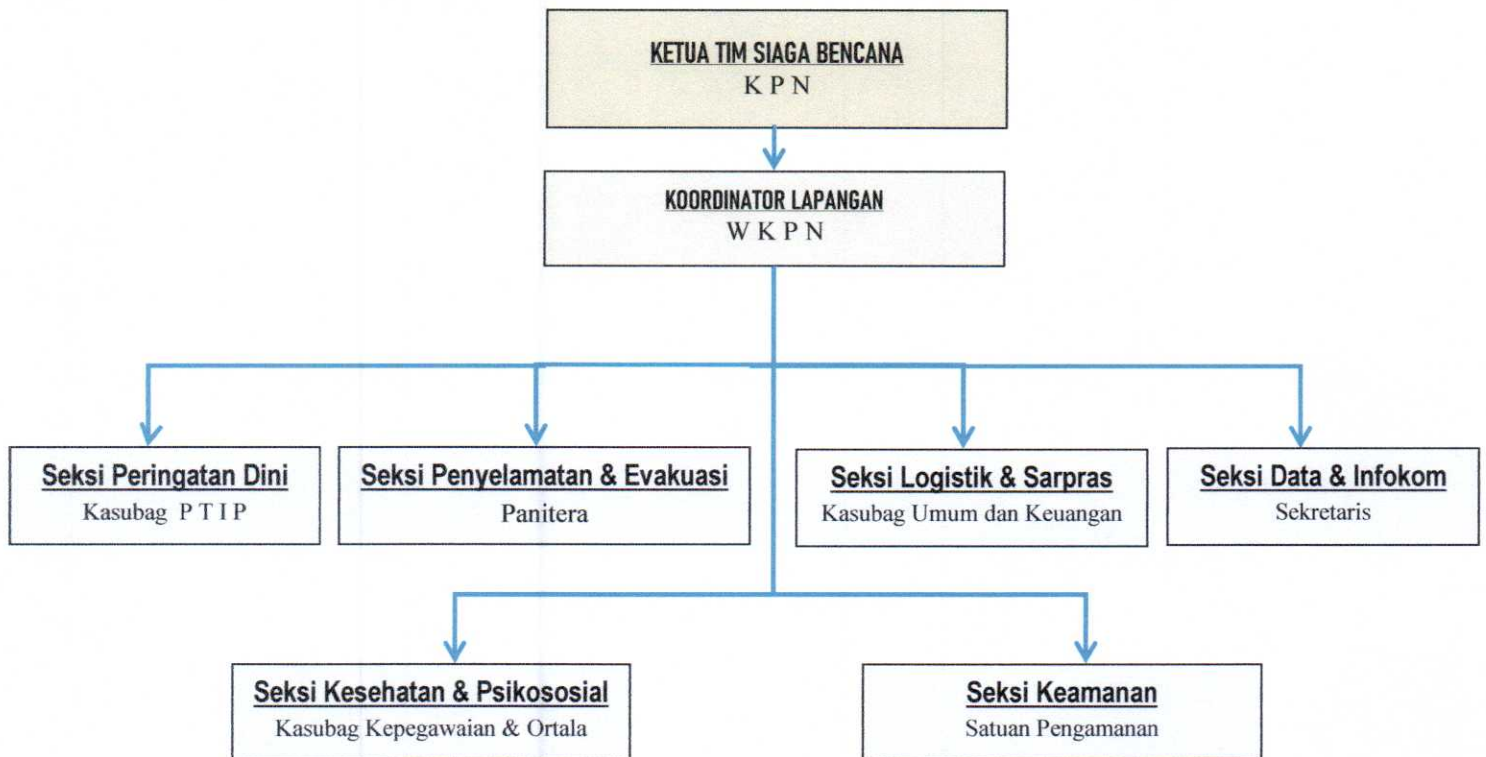 KETUA TIM SIAGA BENCANA
K P N
KOORDINATOR LAPANGAN
W K P N
Seksi Peringatan Dini
Kasubag P T I P
Seksi Penyelamatan & Evakuasi
Panitera
Seksi Logistik & Sarpras
Kasubag Umum dan Keuangan
Seksi Data & Infokom
Sekretaris
Seksi Kesehatan & Psikososial
Kasubag Kepegawaian & Ortala
Seksi Keamanan
Satuan Pengamanan